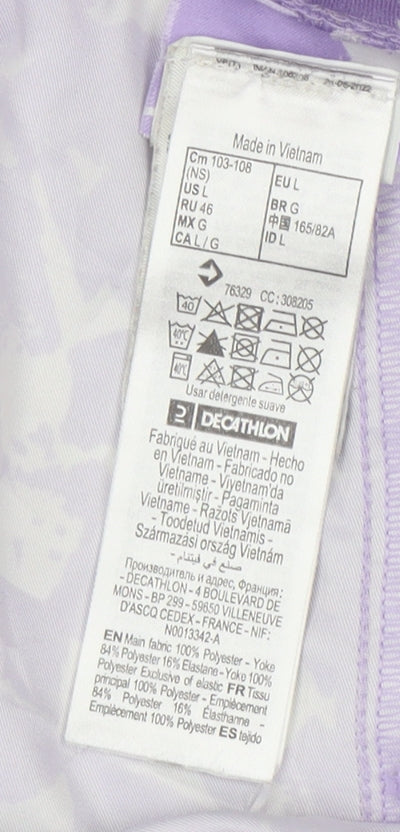 Made in Vietnam
Cm 103-108
(NS)
US L
RU 46
MX G
CA L / G
EU L
BR G
中国 165/82A
ID L
76329 CC: 308205
40
40°C
40°C
Usar detergente suave
DECATHLON
Fabriqué au Vietnam - Hecho
en Vietnam - Fabricado no
Vietname - Viyetnam'da
üretilmiştir - Pagaminta
Vietname - Ražots Vjetnamā
- Toodetud Vietnamis -
Származási ország Vietnám
- صنع في فيتنام
Производитель и адрес, Франция:
- DECATHLON - 4 BOULEVARD DE
MONS - BP 299 - 59650 VILLENEUVE
D'ASCQ CEDEX - FRANCE - NIF:
N0013342-A
EN Main fabric 100% Polyester - Yoke
84% Polyester 16% Elastane - Yoke 100%
Polyester Exclusive of elastic FR Tissu
principal 100% Polyester - Empiècement
84% Polyester 16% Élasthanne -
Empiècement 100% Polyester ES tejido